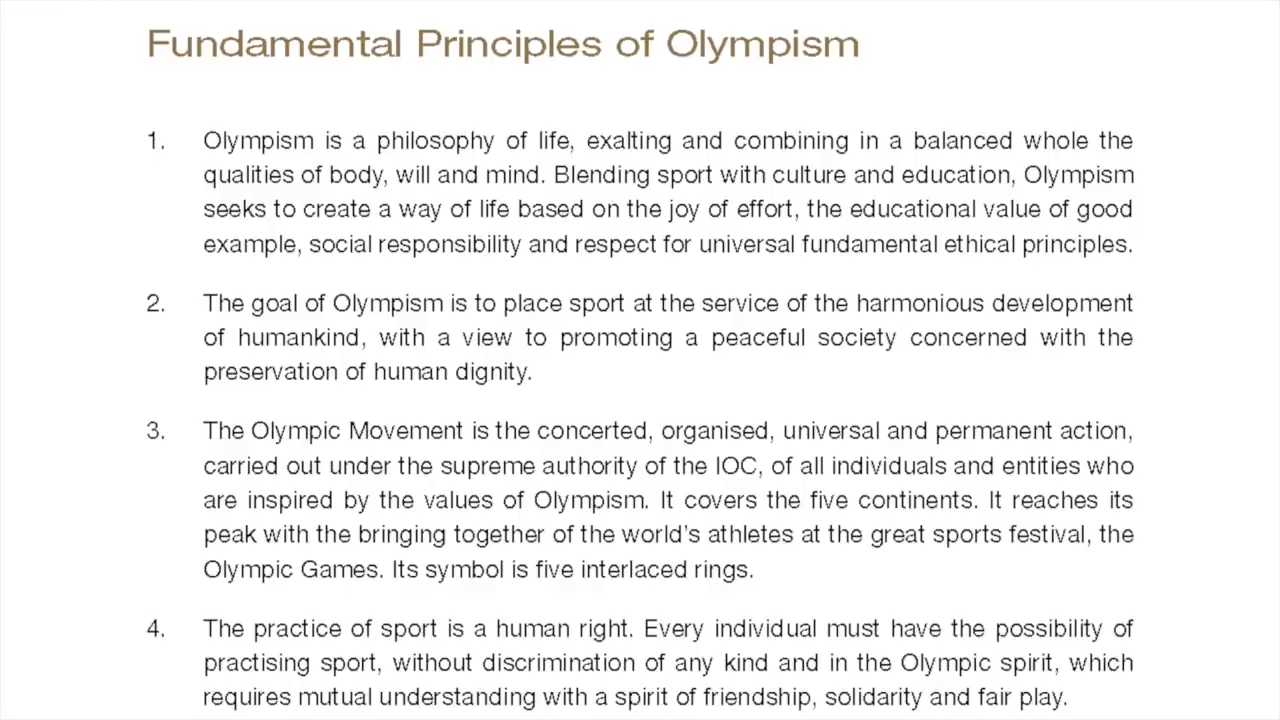 Fundamental Principles of Olympism
1. Olympism is a philosophy of life, exalting and combining in a balanced whole the
qualities of body, will and mind. Blending sport with culture and education, Olympism
seeks to create a way of life based on the joy of effort, the educational value of good
example, social responsibility and respect for universal fundamental ethical principles.
2. The goal of Olympism is to place sport at the service of the harmonious development
of humankind, with a view to promoting a peaceful society concerned with the
preservation of human dignity.
3. The Olympic Movement is the concerted, organised, universal and permanent action,
carried out under the supreme authority of the IOC, of all individuals and entities who
are inspired by the values of Olympism. It covers the five continents. It reaches its
peak with the bringing together of the world's athletes at the great sports festival, the
Olympic Games. Its symbol is five interlaced rings.
4. The practice of sport is a human right. Every individual must have the possibility of
practising sport, without discrimination of any kind and in the Olympic spirit, which
requires mutual understanding with a spirit of friendship, solidarity and fair play.